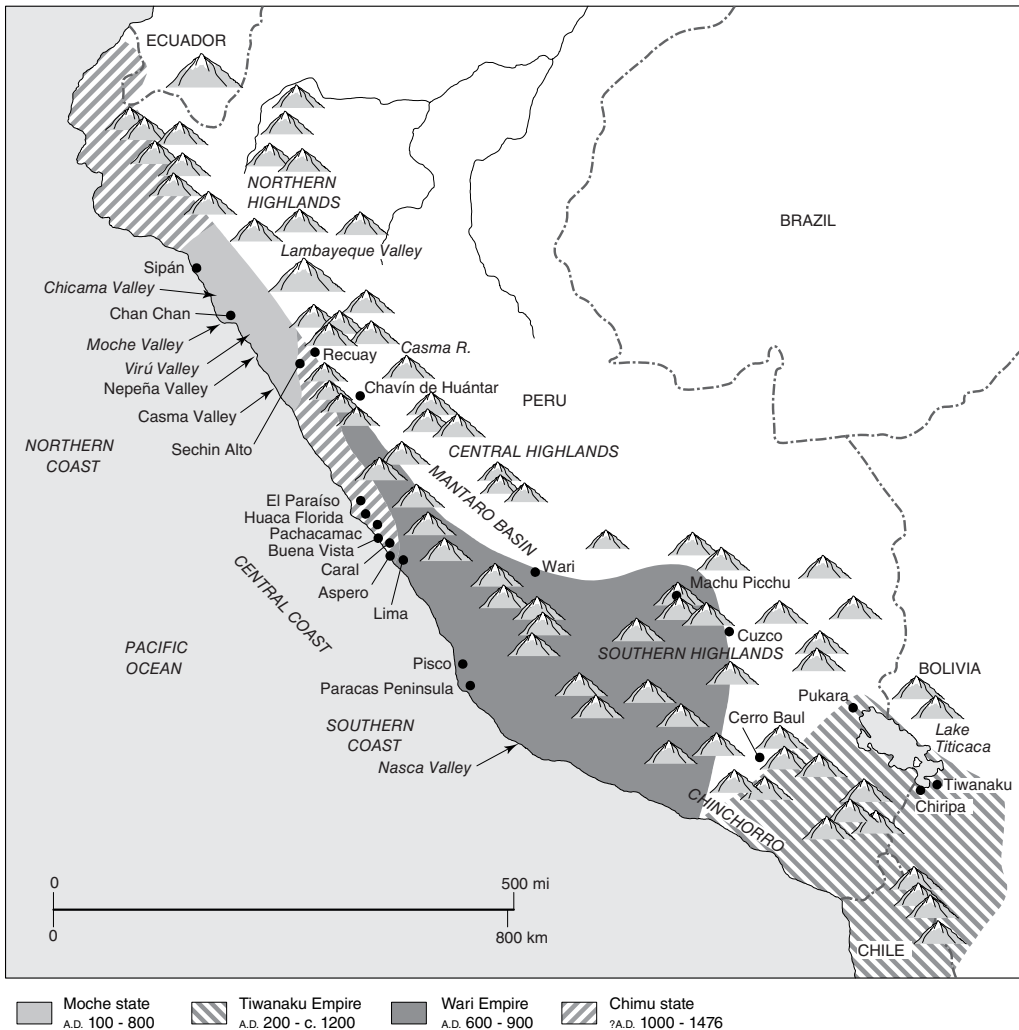 ECUADOR
NORTHERN
HIGHLANDS
BRAZIL
Lambayeque Valley
Sipán
Chicama Valley
Chan Chan
Moche Valley
Virú Valley
Nepeña Valley
Casma Valley
Sechin Alto
Recuay
Casma R.
Chavín de Huántar
PERU
NORTHERN
COAST
CENTRAL HIGHLANDS
MANTARO BASIN
El Paraíso
Huaca Florida
Pachacamac
Buena Vista
Caral
Aspero
Lima
CENTRAL COAST
Wari
Machu Picchu
Cuzco
SOUTHERN HIGHLANDS
PACIFIC
OCEAN
Pisco
Paracas Peninsula
SOUTHERN
COAST
Nasca Valley
BOLIVIA
Pukara
Lake
Titicaca
Cerro Baul
Tiwanaku
Chiripa
CHINCHORRO
CHILE
0
500 mi
0
800 km
Moche state
A.D. 100 - 800
Tiwanaku Empire
A.D. 200 - c. 1200
Wari Empire
A.D. 600 - 900
Chimu state
?A.D. 1000 - 1476